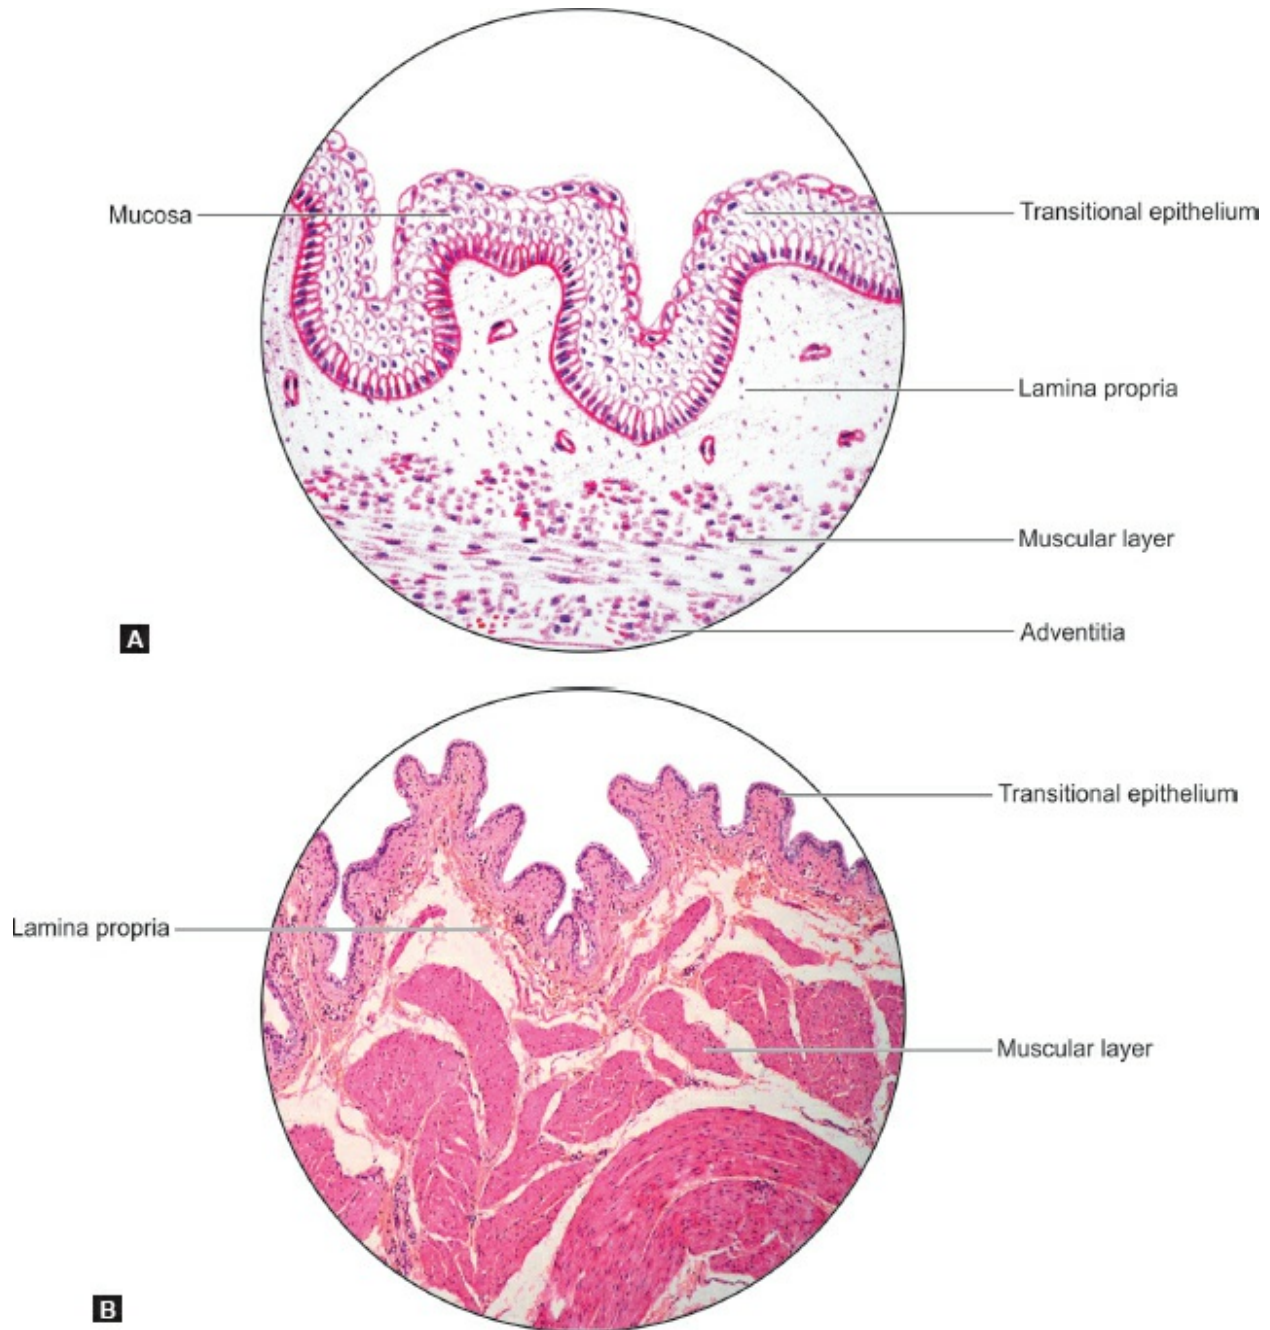 Mucosa
Transitional epithelium
Lamina propria
Muscular layer
Adventitia
A
Transitional epithelium
Lamina propria
Muscular layer
B